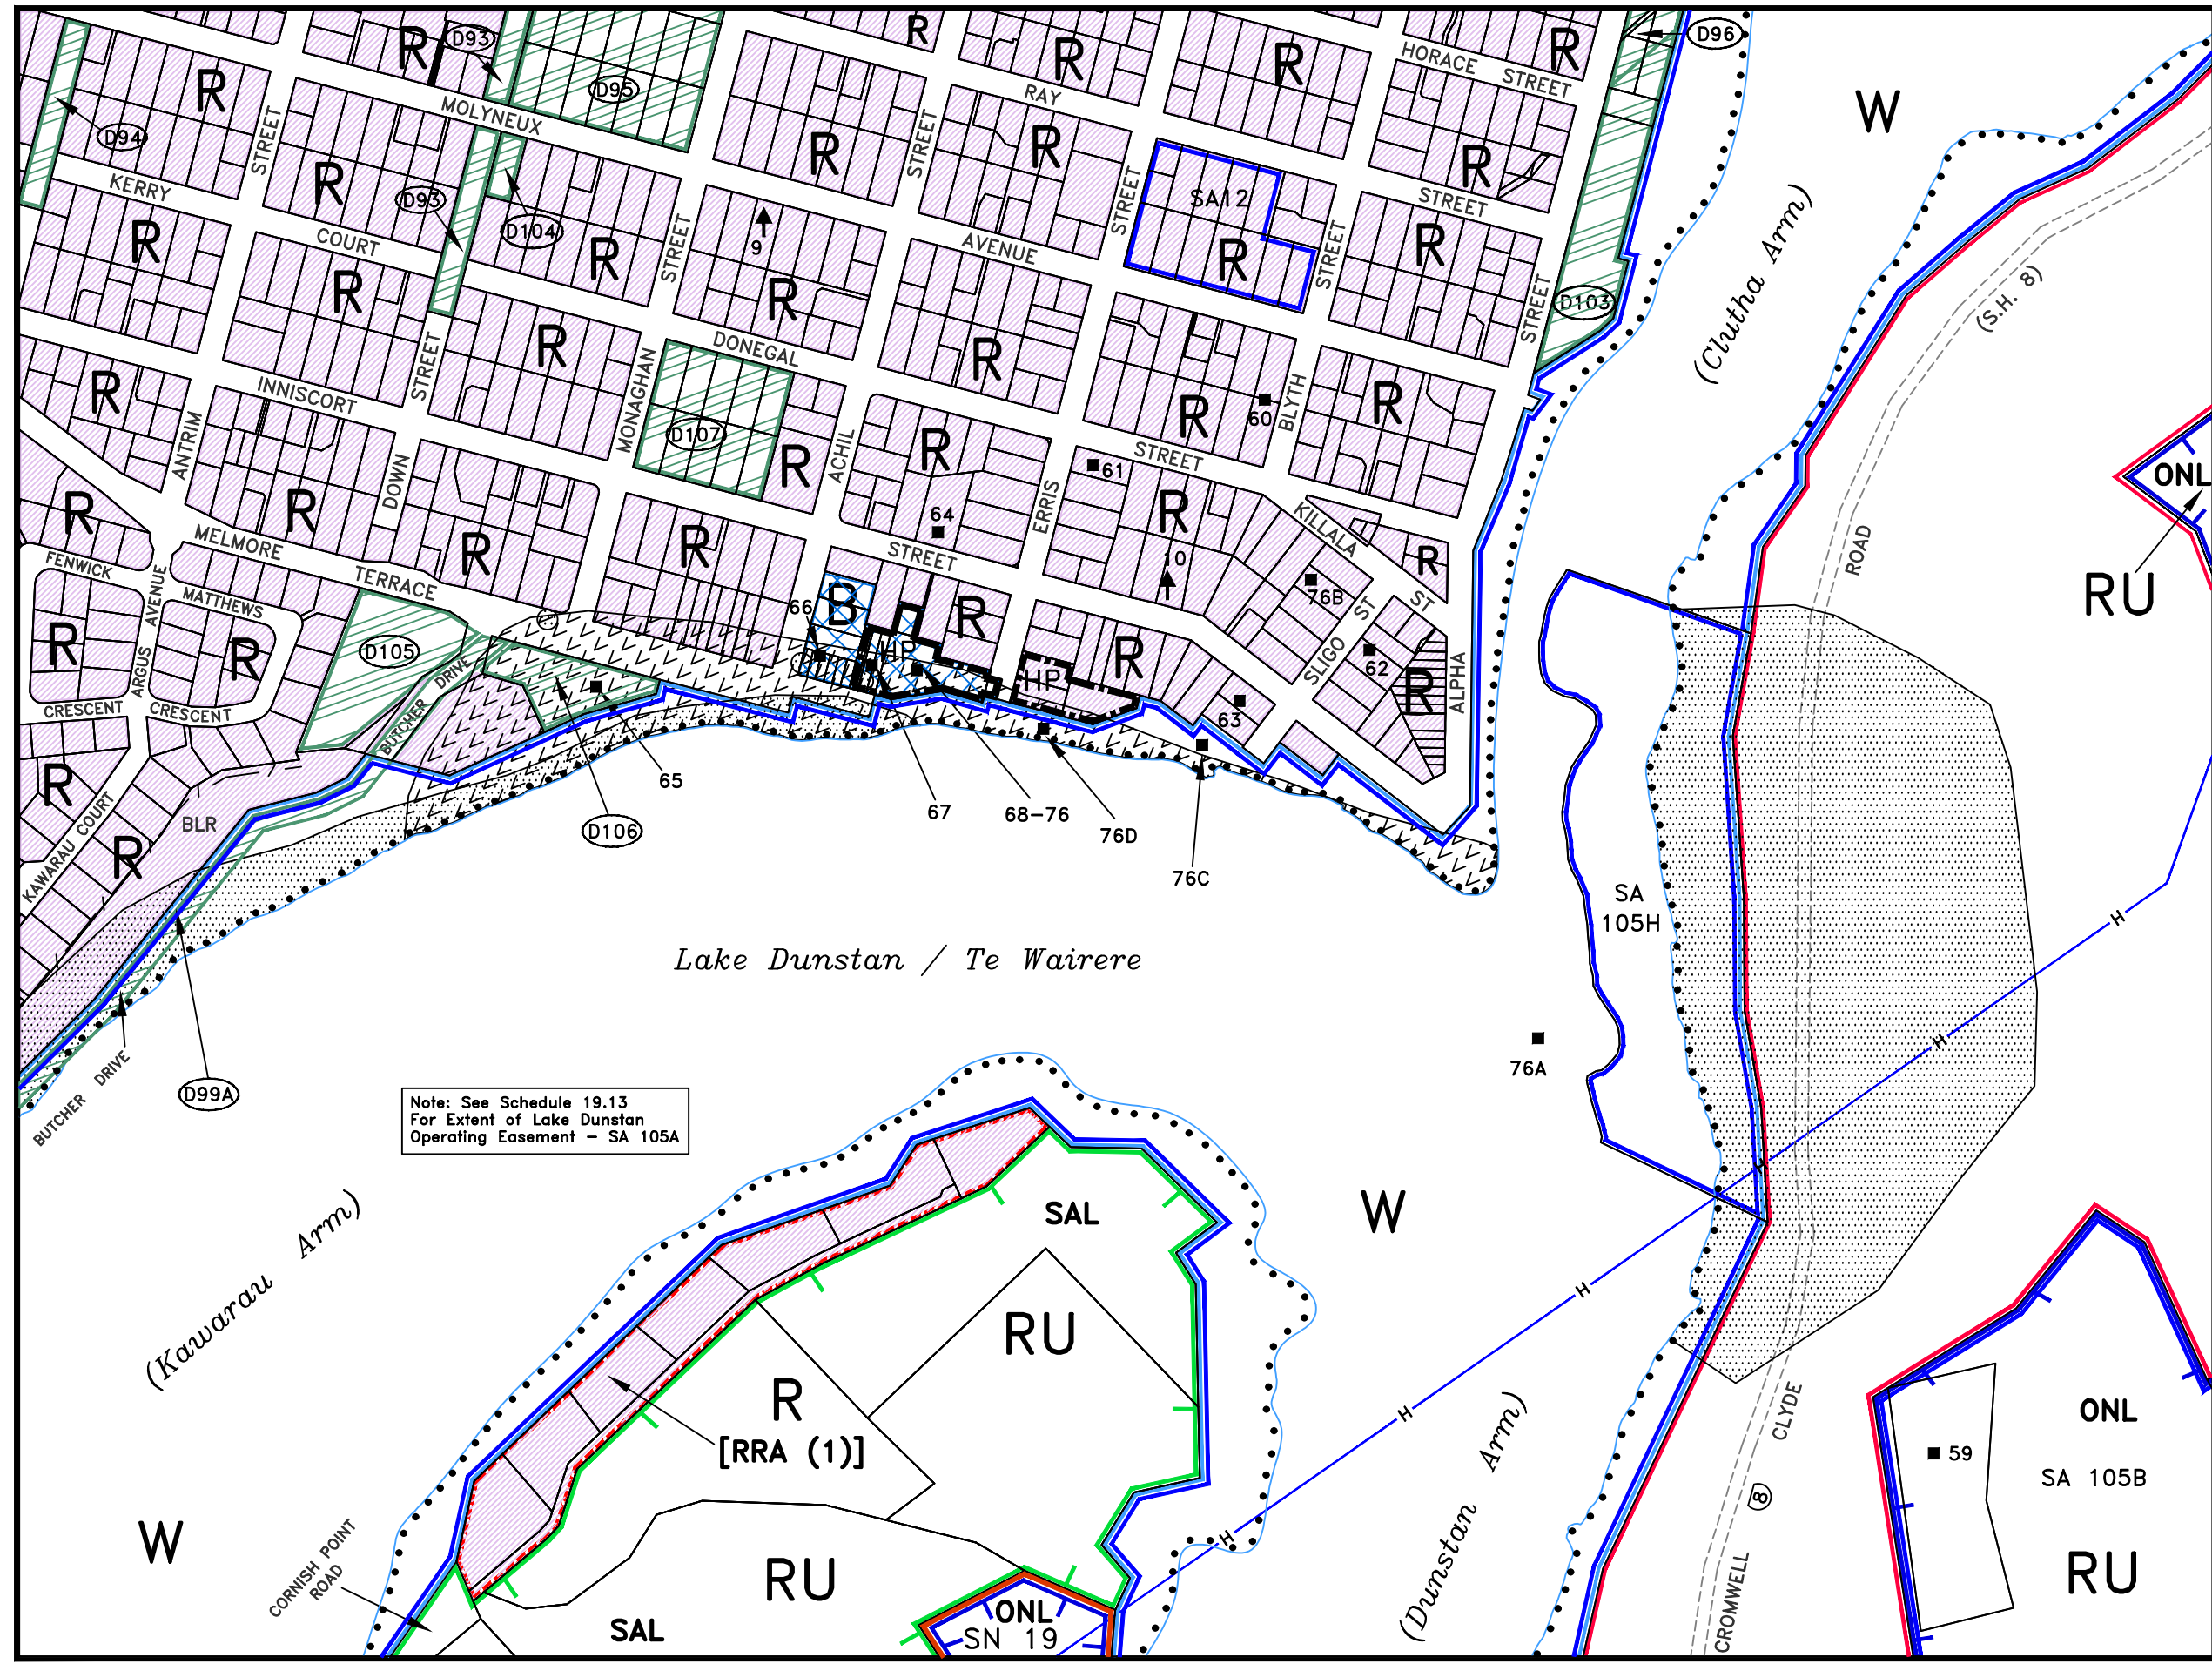 R
D93
D95
R
R
R
R
HORACE STREET
D96
W
R
D94
MOLYNEUX
STREET
RAY
R
R
STREET
R
KERRY
R
D93
D104
STREET
SA12
R
STREET
R
COURT
R
R
STREET
9
AVENUE
STREET
R
STREET
R
D103
STREET
(Clutha Arm)
(S.H. 8)
R
R
DONEGAL
R
R
INNISCORT
STREET
MONAGHAN
D107
R
ACHIL
R
R
60
BLYTH
R
ONL
RU
ANTRIM
R
DOWN
R
64
STREET
61
STREET
R
10
ERRIS
KILLALA
ST
R
ROAD
R
MELMORE
TERRACE
R
FENWICK
AVENUE
MATTHEWS
R
R
ARGUS
CRESCENT
CRESCENT
D105
BUTCHER
DRIVE
66
B
HP
R
HP
R
76B
SLIGO
ST
62
R
ALPHA
63
65
D106
67
68-76
76D
76C
R
R
KAWARAU COURT
BLR
SA
105H
H
Lake Dunstan / Te Wairere
H
76A
BUTCHER DRIVE
D99A
Note: See Schedule 19.13
For Extent of Lake Dunstan
Operating Easement - SA 105A
H
(Kawarau Arm)
SAL
W
H
RU
R
[RRA (1)]
H
CLYDE
8
CROMWELL
ONL
59
SA 105B
RU
(Dunstan Arm)
H
W
CORNISH POINT
ROAD
RU
SAL
ONL
SN 19